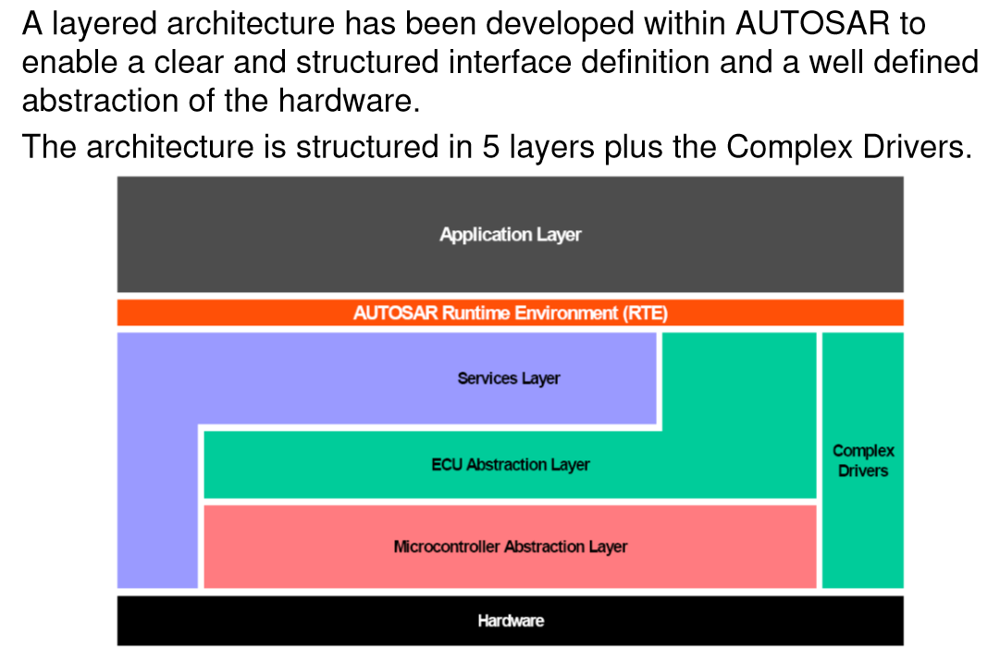 A layered architecture has been developed within AUTOSAR to
enable a clear and structured interface definition and a well defined
abstraction of the hardware.
The architecture is structured in 5 layers plus the Complex Drivers.
Application Layer
AUTOSAR Runtime Environment (RTE)
Services Layer
ECU Abstraction Layer
Complex
Drivers
Microcontroller Abstraction Layer
Hardware